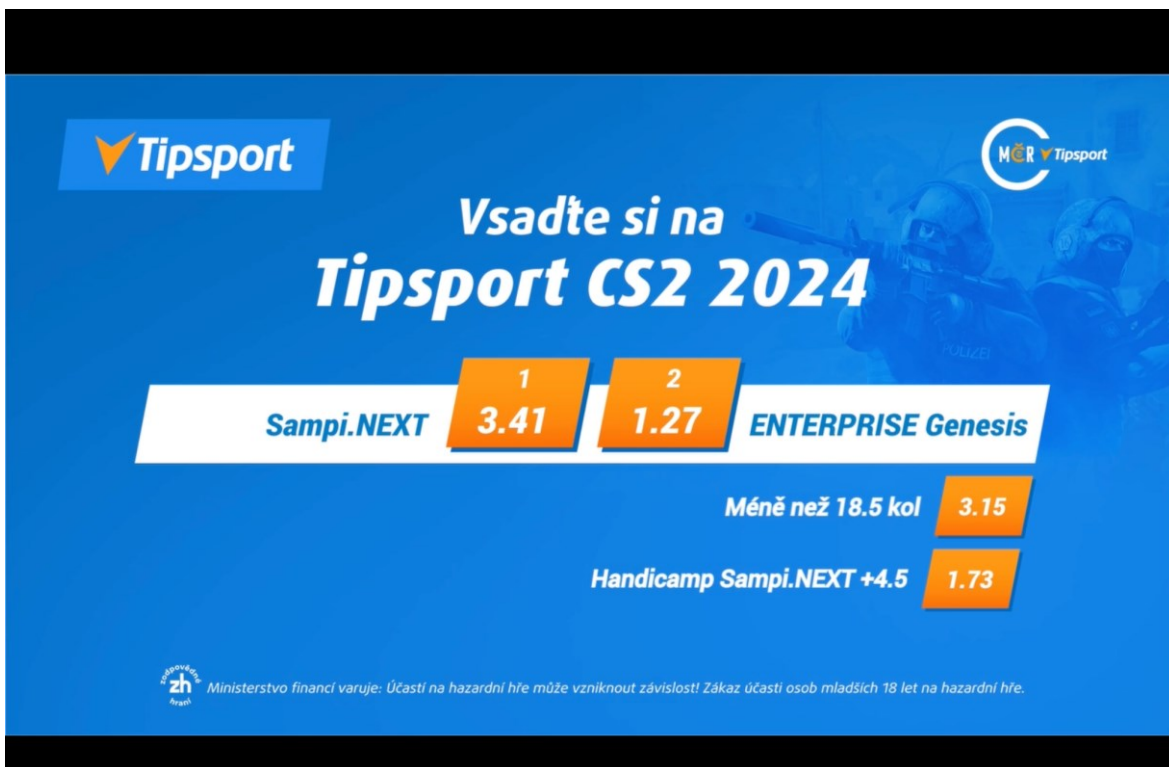 Tipsport
MČR Tipsport
Vsaďte si na
Tipsport CS2 2024
POLIZEI
1 2
Sampi.NEXT 3.41 1.27 ENTERPRISE Genesis
Méně než 18.5 kol 3.15
Handicamp Sampi.NEXT +4.5 1.73
zodpovědné
zh
hraní
Ministerstvo financí varuje: Účastí na hazardní hře může vzniknout závislost! Zákaz účasti osob mladších 18 let na hazardní hře.